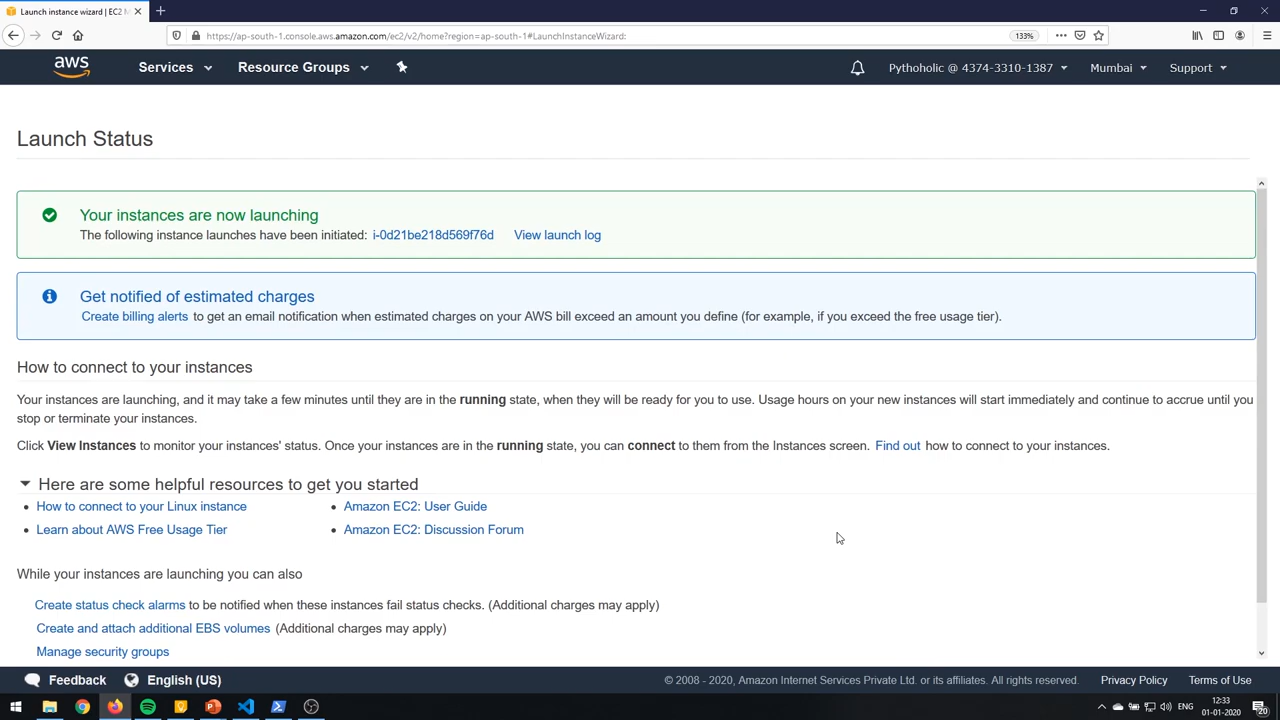 Launch instance wizard | EC2 M
https://ap-south-1.console.aws.amazon.com/ec2/v2/home?region=ap-south-1#LaunchInstanceWizard:
133%
aws
Services
Resource Groups
Pythoholic @ 4374-3310-1387
Mumbai
Support
Launch Status
Your instances are now launching
The following instance launches have been initiated: i-0d21be218d569f76d View launch log
Get notified of estimated charges
Create billing alerts to get an email notification when estimated charges on your AWS bill exceed an amount you define (for example, if you exceed the free usage tier).
How to connect to your instances
Your instances are launching, and it may take a few minutes until they are in the running state, when they will be ready for you to use. Usage hours on your new instances will start immediately and continue to accrue until you
stop or terminate your instances.
Click View Instances to monitor your instances' status. Once your instances are in the running state, you can connect to them from the Instances screen. Find out how to connect to your instances.
Here are some helpful resources to get you started
How to connect to your Linux instance
Amazon EC2: User Guide
Learn about AWS Free Usage Tier
Amazon EC2: Discussion Forum
While your instances are launching you can also
Create status check alarms to be notified when these instances fail status checks. (Additional charges may apply)
Create and attach additional EBS volumes (Additional charges may apply)
Manage security groups
Feedback
English (US)
© 2008 - 2020, Amazon Internet Services Private Ltd. or its affiliates. All rights reserved.
Privacy Policy
Terms of Use
ENG
12:33
01-01-2020
20